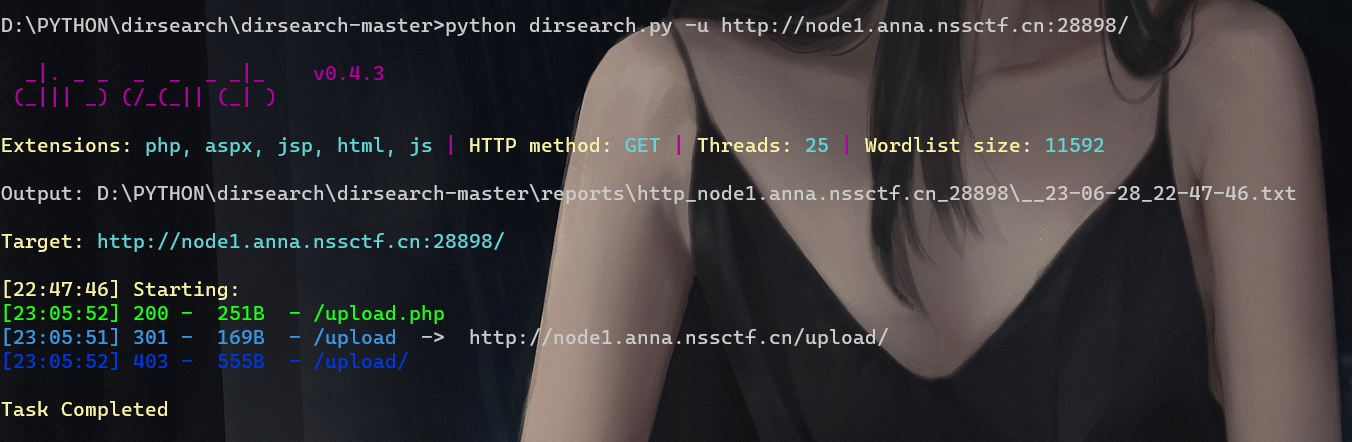 D:\PYTHON\dirsearch\dirsearch-master>python dirsearch.py -u http://node1.anna.nssctf.cn:28898/
  _|. _ _  _  _  _ _|_    v0.4.3
 (_||| _) (/_(_|| (_| )
Extensions: php, aspx, jsp, html, js | HTTP method: GET | Threads: 25 | Wordlist size: 11592
Output: D:\PYTHON\dirsearch\dirsearch-master\reports\http_node1.anna.nssctf.cn_28898\__23-06-28_22-47-46.txt
Target: http://node1.anna.nssctf.cn:28898/
[22:47:46] Starting:
[23:05:52] 200 -  251B  - /upload.php
[23:05:51] 301 -  169B  - /upload  ->  http://node1.anna.nssctf.cn/upload/
[23:05:52] 403 -  555B  - /upload/
Task Completed